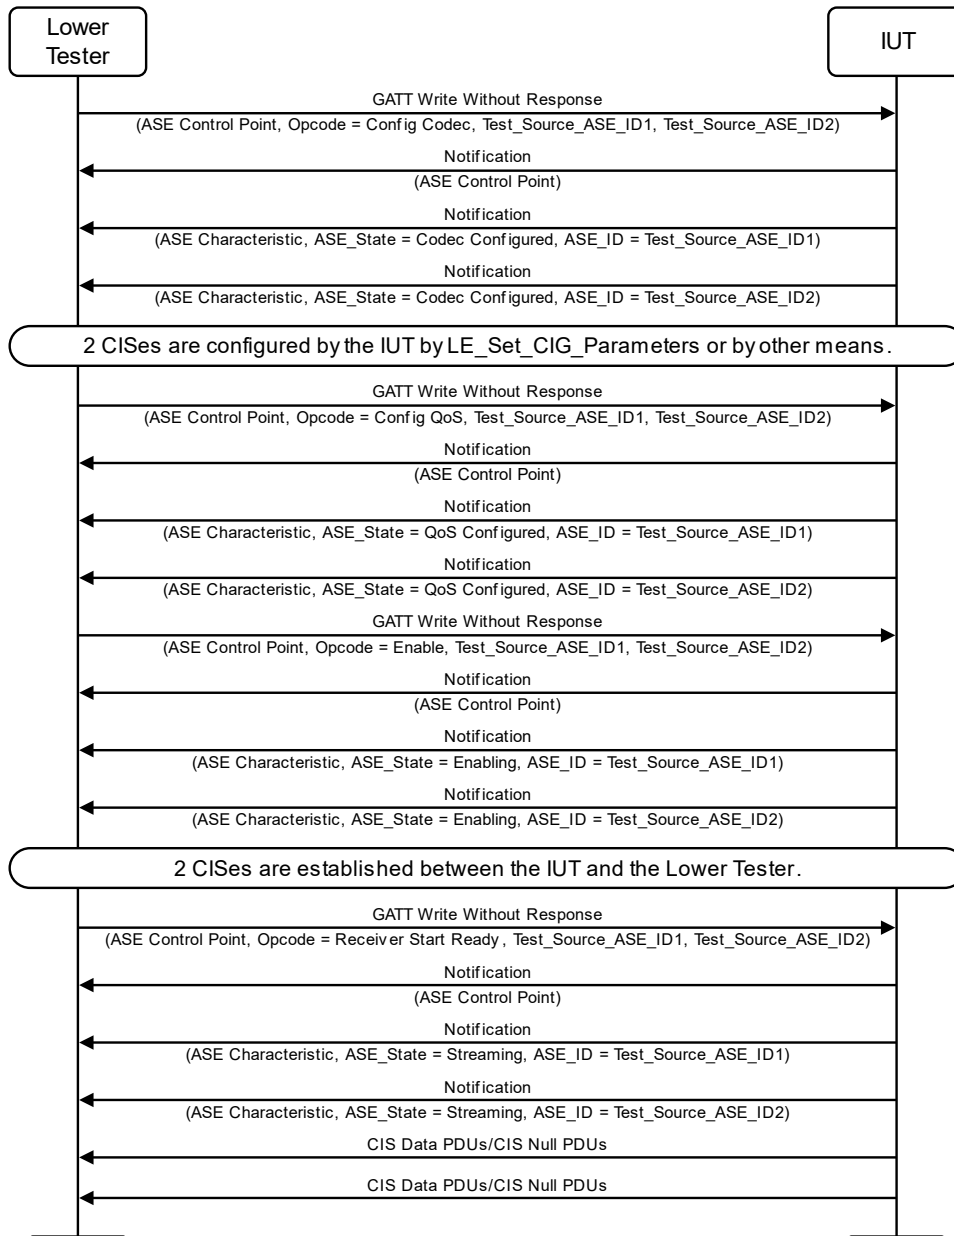 Lower
Tester
IUT
GATT Write Without Response
(ASE Control Point, Opcode = Config Codec, Test_Source_ASE_ID1, Test_Source_ASE_ID2)
Notification
(ASE Control Point)
Notification
(ASE Characteristic, ASE_State = Codec Configured, ASE_ID = Test_Source_ASE_ID1)
Notification
(ASE Characteristic, ASE_State = Codec Configured, ASE_ID = Test_Source_ASE_ID2)
2 CISes are configured by the IUT by LE_Set_CIG_Parameters or by other means.
GATT Write Without Response
(ASE Control Point, Opcode = Config QoS, Test_Source_ASE_ID1, Test_Source_ASE_ID2)
Notification
(ASE Control Point)
Notification
(ASE Characteristic, ASE_State = QoS Configured, ASE_ID = Test_Source_ASE_ID1)
Notification
(ASE Characteristic, ASE_State = QoS Configured, ASE_ID = Test_Source_ASE_ID2)
GATT Write Without Response
(ASE Control Point, Opcode = Enable, Test_Source_ASE_ID1, Test_Source_ASE_ID2)
Notification
(ASE Control Point)
Notification
(ASE Characteristic, ASE_State = Enabling, ASE_ID = Test_Source_ASE_ID1)
Notification
(ASE Characteristic, ASE_State = Enabling, ASE_ID = Test_Source_ASE_ID2)
2 CISes are established between the IUT and the Lower Tester.
GATT Write Without Response
(ASE Control Point, Opcode = Receiver Start Ready, Test_Source_ASE_ID1, Test_Source_ASE_ID2)
Notification
(ASE Control Point)
Notification
(ASE Characteristic, ASE_State = Streaming, ASE_ID = Test_Source_ASE_ID1)
Notification
(ASE Characteristic, ASE_State = Streaming, ASE_ID = Test_Source_ASE_ID2)
CIS Data PDUs/CIS Null PDUs
CIS Data PDUs/CIS Null PDUs